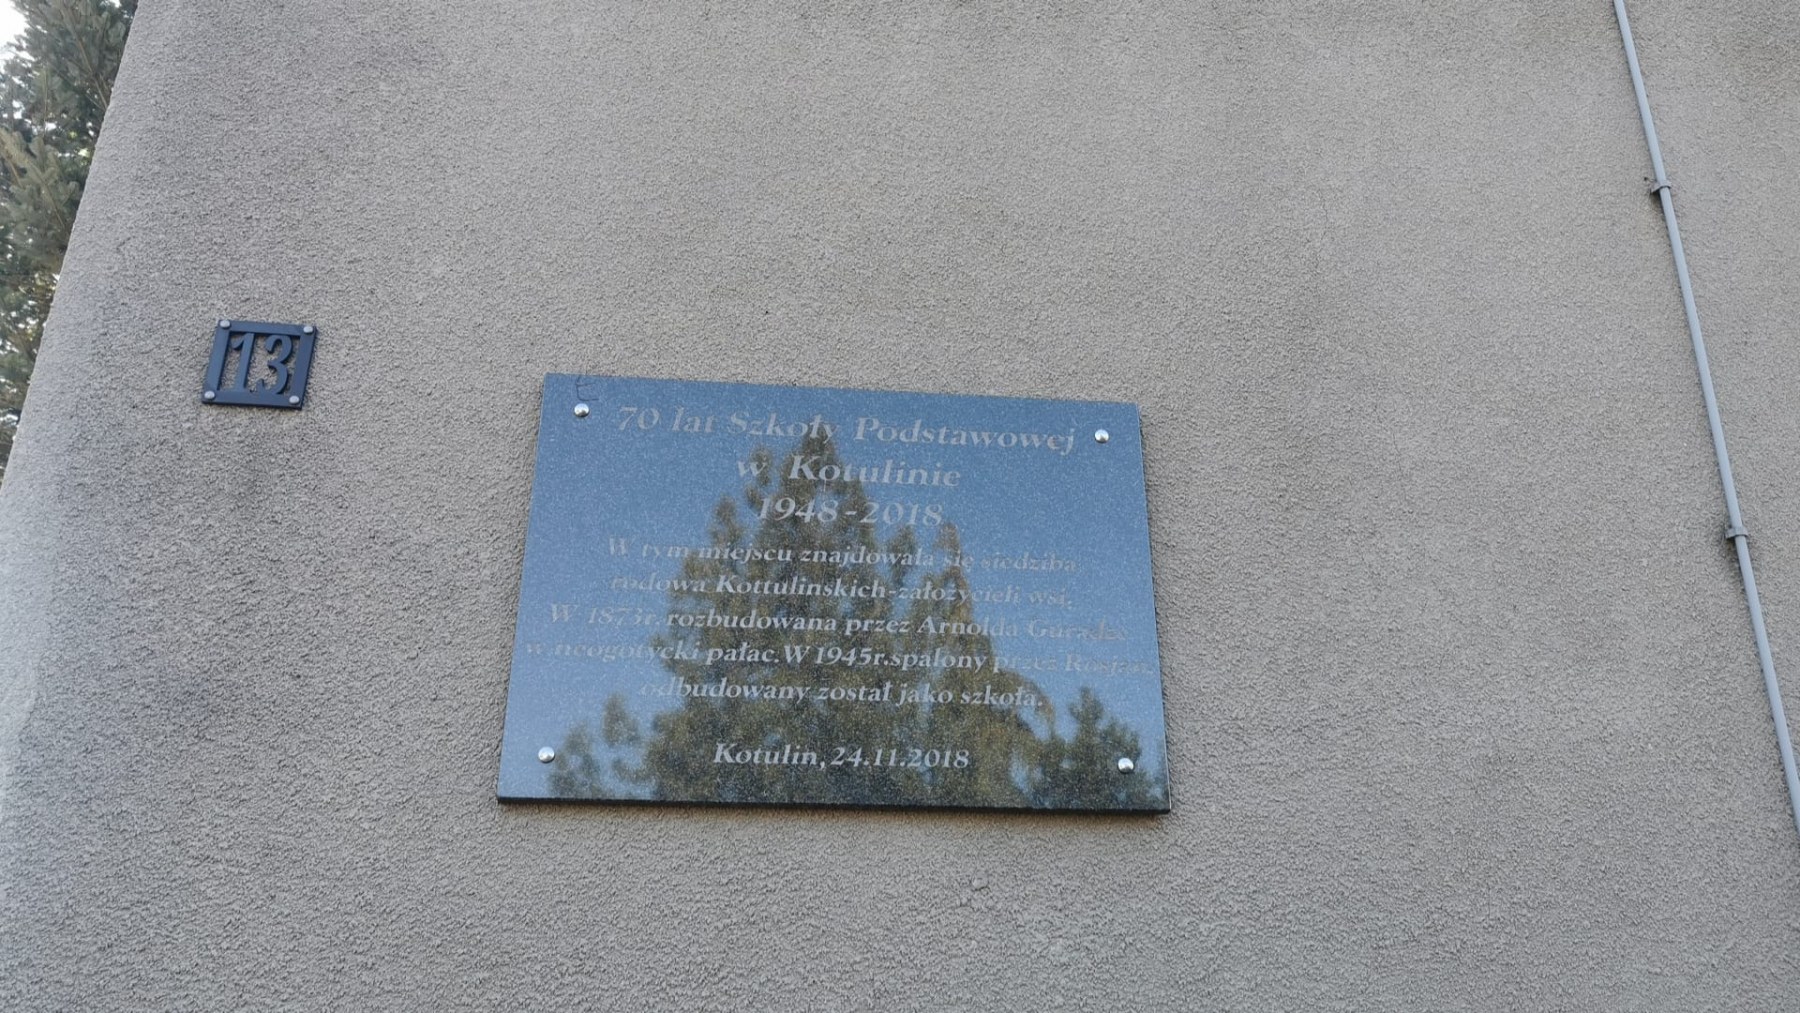 13
70 lat Szkoły Podstawowej
w Kotulinie
1948-2018
W tym miejscu znajdowała się siedziba
rodowa Kottulinskich-założycieli wsi.
W 1873r. rozbudowana przez Arnolda
w neogotycki pałac. W 1945r. spalony przez Rosjan,
odbudowany został jako szkoła.
Kotulin, 24.11.2018